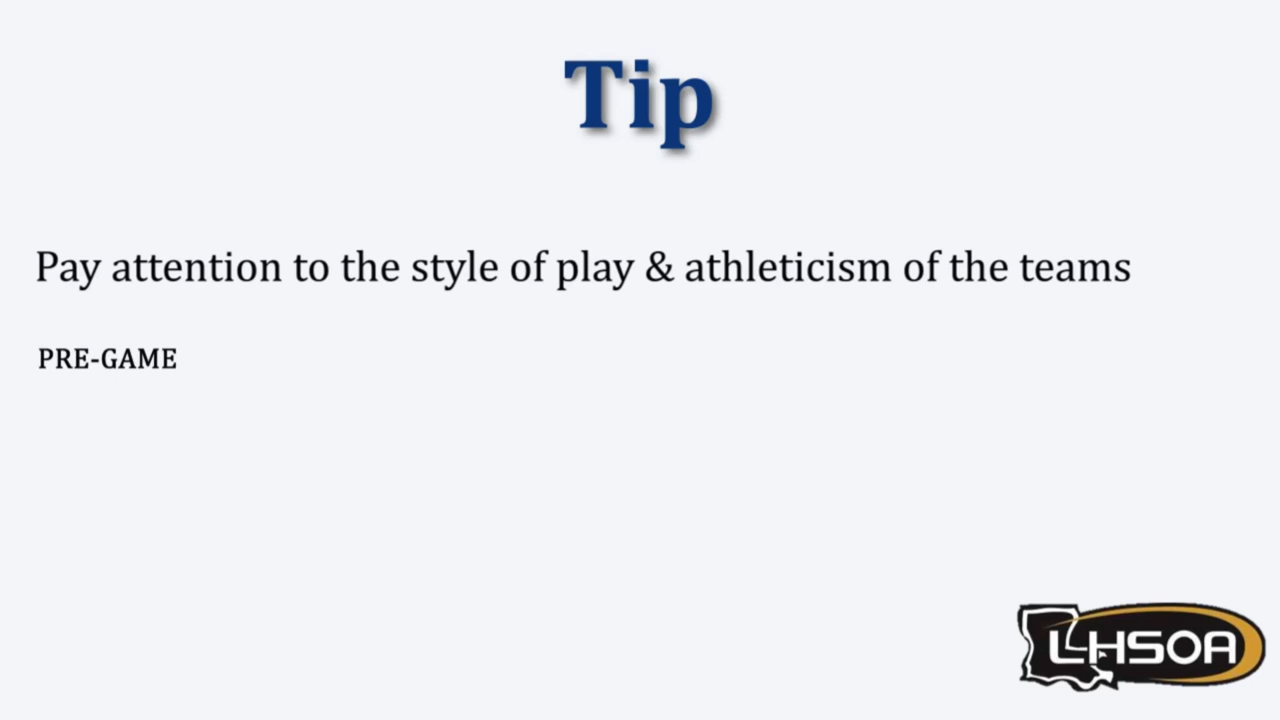 Tip
Pay attention to the style of play & athleticism of the teams
PRE-GAME
LHSOA